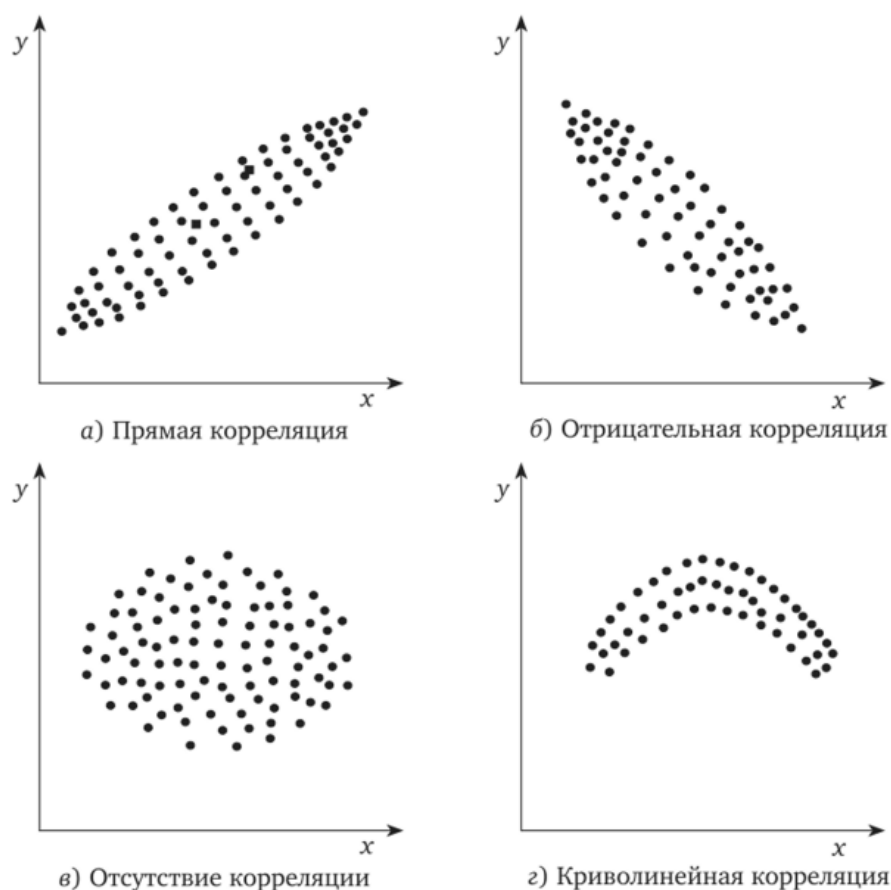 y
y
x
x
а) Прямая корреляция
б) Отрицательная корреляция
y
y
x
x
в) Отсутствие корреляции
г) Криволинейная корреляция